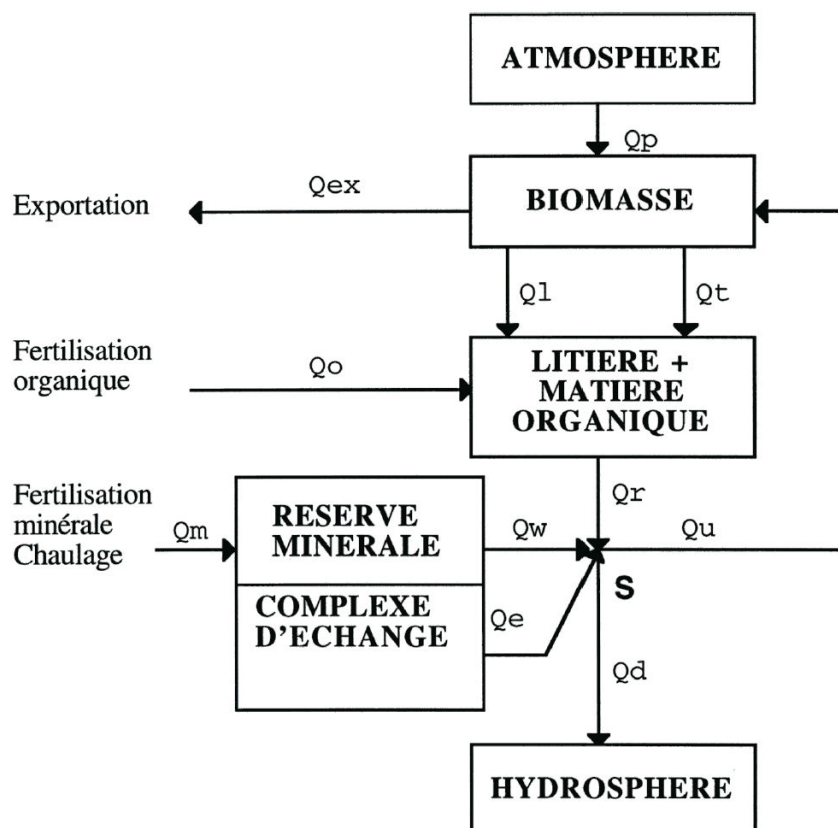 ATMOSPHERE
Qp
Exportation
Qex
BIOMASSE
Ql
Qt
Fertilisation
organique
Qo
LITIERE +
MATIERE
ORGANIQUE
Fertilisation
minérale
Chaulage
Qm
RESERVE
MINERALE
Qr
Qw
Qu
S
COMPLEXE
D'ECHANGE
Qe
Qd
HYDROSPHERE